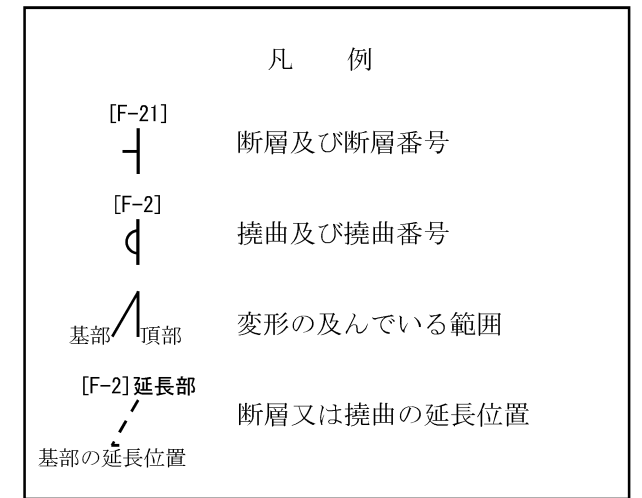 凡　例
[F-21]
断層及び断層番号
[F-2]
撓曲及び撓曲番号
基部 頂部
変形の及んでいる範囲
[F-2]延長部
断層又は撓曲の延長位置
基部の延長位置